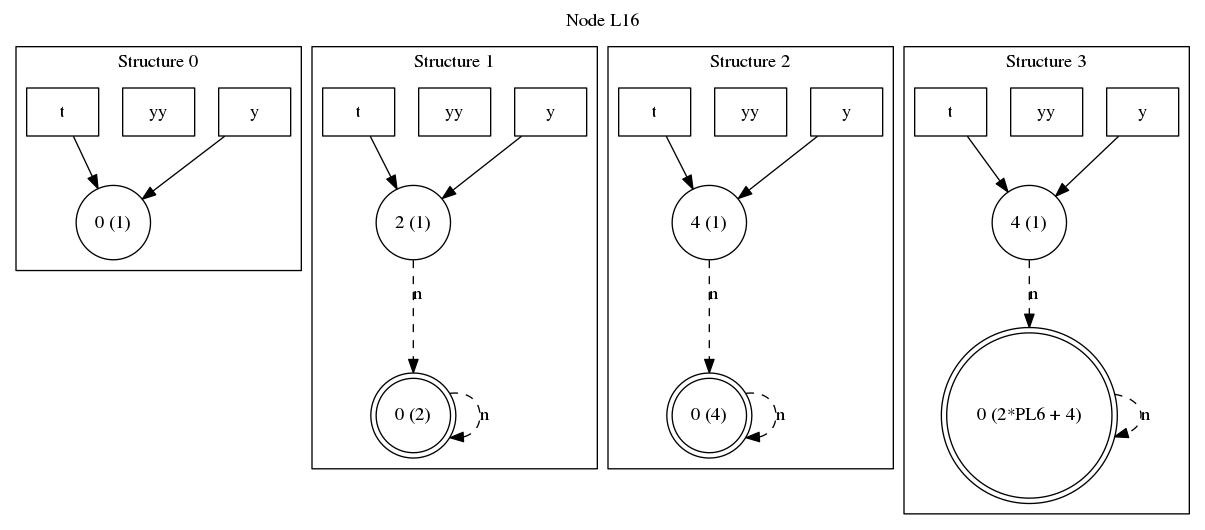 Node L16
Structure 0
t
yy
y
0 (1)
Structure 1
t
yy
y
2 (1)
n
0 (2)
n
Structure 2
t
yy
y
4 (1)
n
0 (4)
n
Structure 3
t
yy
y
4 (1)
n
0 (2*PL6 + 4)
n